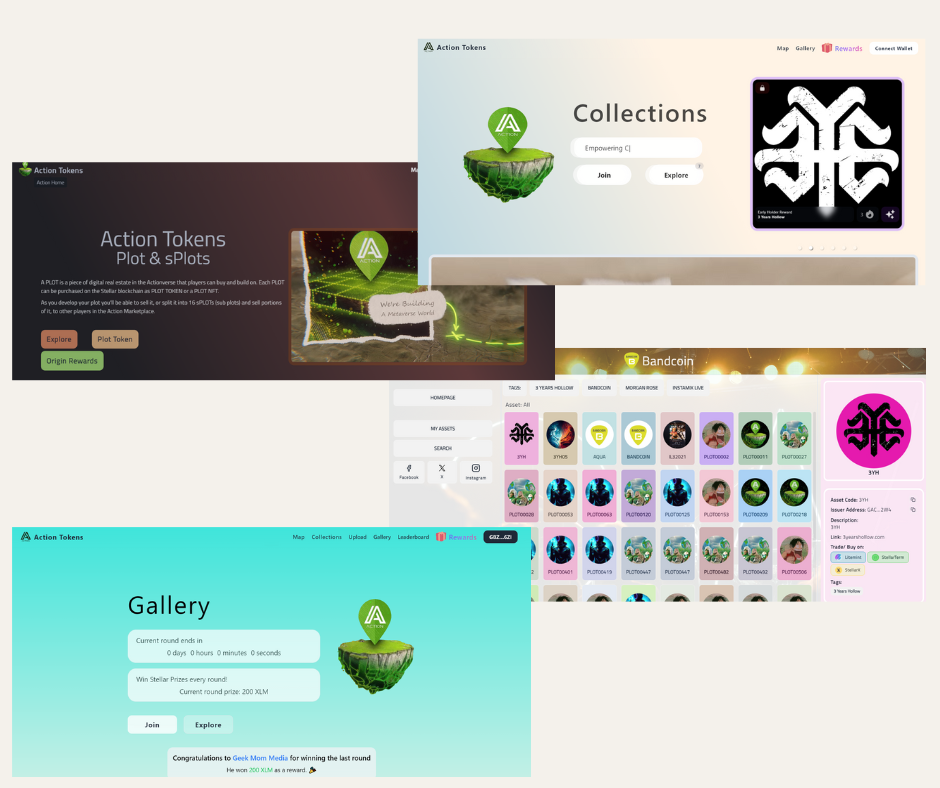 Action Tokens
Map
Gallery
Rewards
Connect Wallet
Collections
Empowering C
Join
Explore
ACTION
Early Holder Reward
3 Years Hollow
Action Tokens
Action Home
Action Tokens
Plot & sPlots
A PLOT is a piece of digital real estate in the Actionverse that players can buy and build on. Each PLOT
can be purchased on the Stellar blockchain as PLOT TOKEN or a PLOT NFT.
As you develop your plot you'll be able to sell it, or split it into 16 sPLOTs (sub plots) and sell portions
of it, to other players in the Action Marketplace.
Explore
Plot Token
Origin Rewards
ACTION
We're Building
A Metaverse World
Bandcoin
HOMEPAGE
MY ASSETS
SEARCH
Facebook
X
Instagram
TAGS:
3 YEARS HOLLOW
BANDCOIN
MORGAN ROSE
INSTAMIX LIVE
Asset: All
3YH
3YHOS
AQUA
BANDCOIN
ILU2021
PLOT00002
PLOT00011
PLOT00027
PLOT00028
PLOT00053
PLOT00063
PLOT00120
PLOT00125
PLOT00153
PLOT00209
PLOT00218
PLOT00401
PLOT00419
PLOT00447
PLOT00447
PLOT00482
PLOT00492
PLOT00506
3YH
Asset Code: 3YH
Issuer Address: GAC...2W4
Description:
3YH
Link: 3yearshollow.com
Trade/ Buy on:
StellarTerm
StellarX
Tags:
3 Years Hollow
Action Tokens
Map
Collections
Upload
Gallery
Leaderboard
Rewards
Gallery
Current round ends in
0 days 0 hours 0 minutes 0 seconds
Win Stellar Prizes every round!
Current round prize: 200 XLM
Join
Explore
ACTION
Congratulations to Geek Mom Media for winning the last round
He won 200 XLM as a reward.